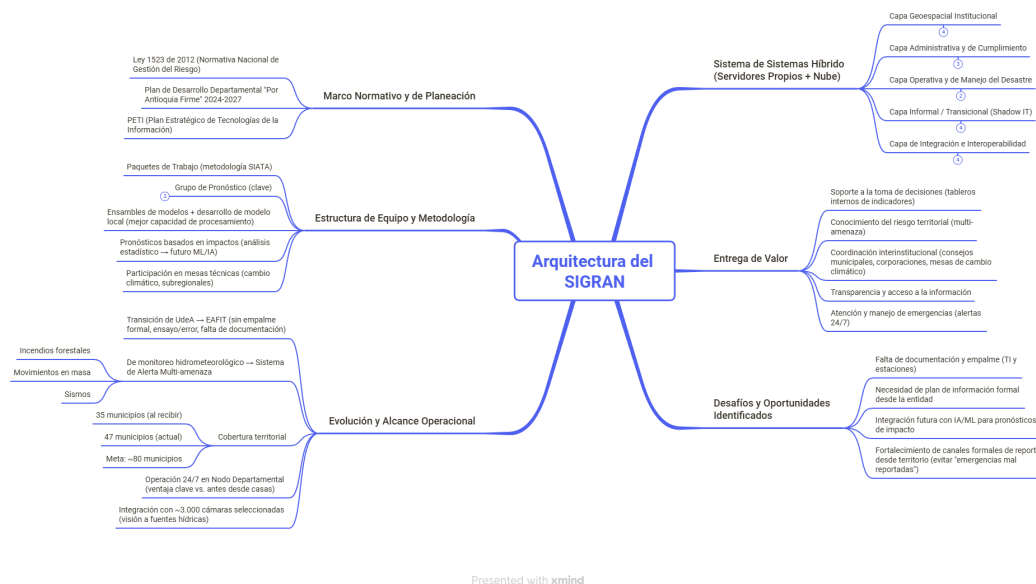 Arquitectura del
SIGRAN
Marco Normativo y de Planeación
Ley 1523 de 2012 (Normativa Nacional de
Gestión del Riesgo)
Plan de Desarrollo Departamental "Por
Antioquia Firme" 2024-2027
PETI (Plan Estratégico de Tecnologías de la
Información)
Estructura de Equipo y Metodología
Paquetes de Trabajo (metodología SIATA)
Grupo de Pronóstico (clave)
3
Ensambles de modelos + desarrollo de modelo
local (mejor capacidad de procesamiento)
Pronósticos basados en impactos (análisis
estadístico → futuro ML/IA)
Participación en mesas técnicas (cambio
climático, subregionales)
Evolución y Alcance Operacional
Transición de UdeA → EAFIT (sin empalme
formal, ensayo/error, falta de documentación)
De monitoreo hidrometeorológico → Sistema
de Alerta Multi-amenaza
Incendios forestales
Movimientos en masa
Sismos
Cobertura territorial
35 municipios (al recibir)
47 municipios (actual)
Meta: ~80 municipios
Operación 24/7 en Nodo Departamental
(ventaja clave vs. antes desde casas)
Integración con ~3.000 cámaras seleccionadas
(visión a fuentes hídricas)
Sistema de Sistemas Híbrido
(Servidores Propios + Nube)
Capa Geoespacial Institucional
4
Capa Administrativa y de Cumplimiento
3
Capa Operativa y de Manejo del Desastre
2
Capa Informal / Transicional (Shadow IT)
4
Capa de Integración e Interoperabilidad
4
Entrega de Valor
Soporte a la toma de decisiones (tableros
internos de indicadores)
Conocimiento del riesgo territorial (multi-
amenaza)
Coordinación interinstitucional (consejos
municipales, corporaciones, mesas de cambio
climático)
Transparencia y acceso a la información
Atención y manejo de emergencias (alertas
24/7)
Desafíos y Oportunidades
Identificados
Falta de documentación y empalme (TI y
estaciones)
Necesidad de plan de información formal
desde la entidad
Integración futura con IA/ML para pronósticos
de impacto
Fortalecimiento de canales formales de report
desde territorio (evitar "emergencias mal
reportadas")
Presented with xmind